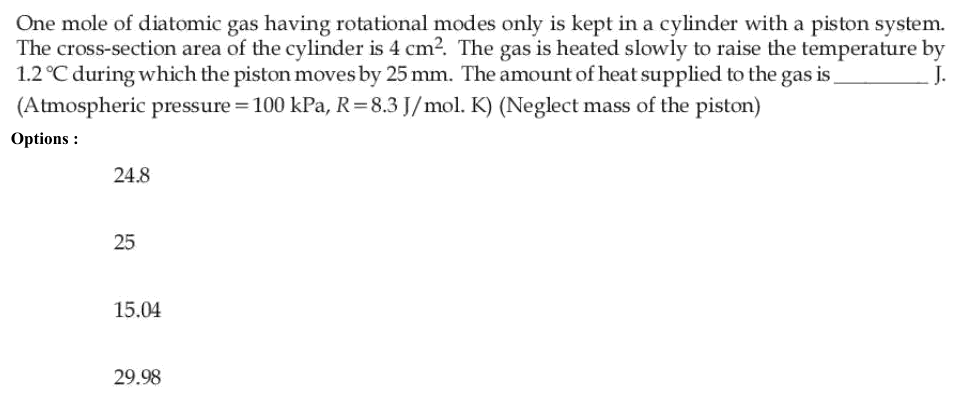 One mole of diatomic gas having rotational modes only is kept in a cylinder with a piston system.
The cross-section area of the cylinder is 4 cm². The gas is heated slowly to raise the temperature by
1.2 °C during which the piston moves by 25 mm. The amount of heat supplied to the gas is ________ J.
(Atmospheric pressure = 100 kPa, R = 8.3 J/mol. K) (Neglect mass of the piston)
Options :
24.8
25
15.04
29.98